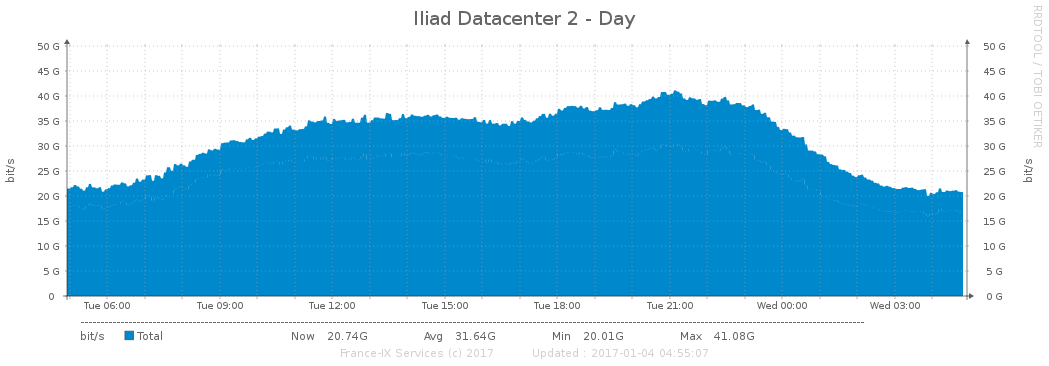 Iliad Datacenter 2 - Day
RRDTOOL / TOBI OETIKER
50 G 50 G
45 G 45 G
40 G 40 G
35 G 35 G
30 G 30 G
25 G 25 G
20 G 20 G
15 G 15 G
10 G 10 G
5 G 5 G
0 0 G
bit/s bit/s
Tue 06:00 Tue 09:00 Tue 12:00 Tue 15:00 Tue 18:00 Tue 21:00 Wed 00:00 Wed 03:00
bit/s Total Now 20.74G Avg 31.64G Min 20.01G Max 41.08G
France-IX Services (c) 2017 Updated : 2017-01-04 04:55:07